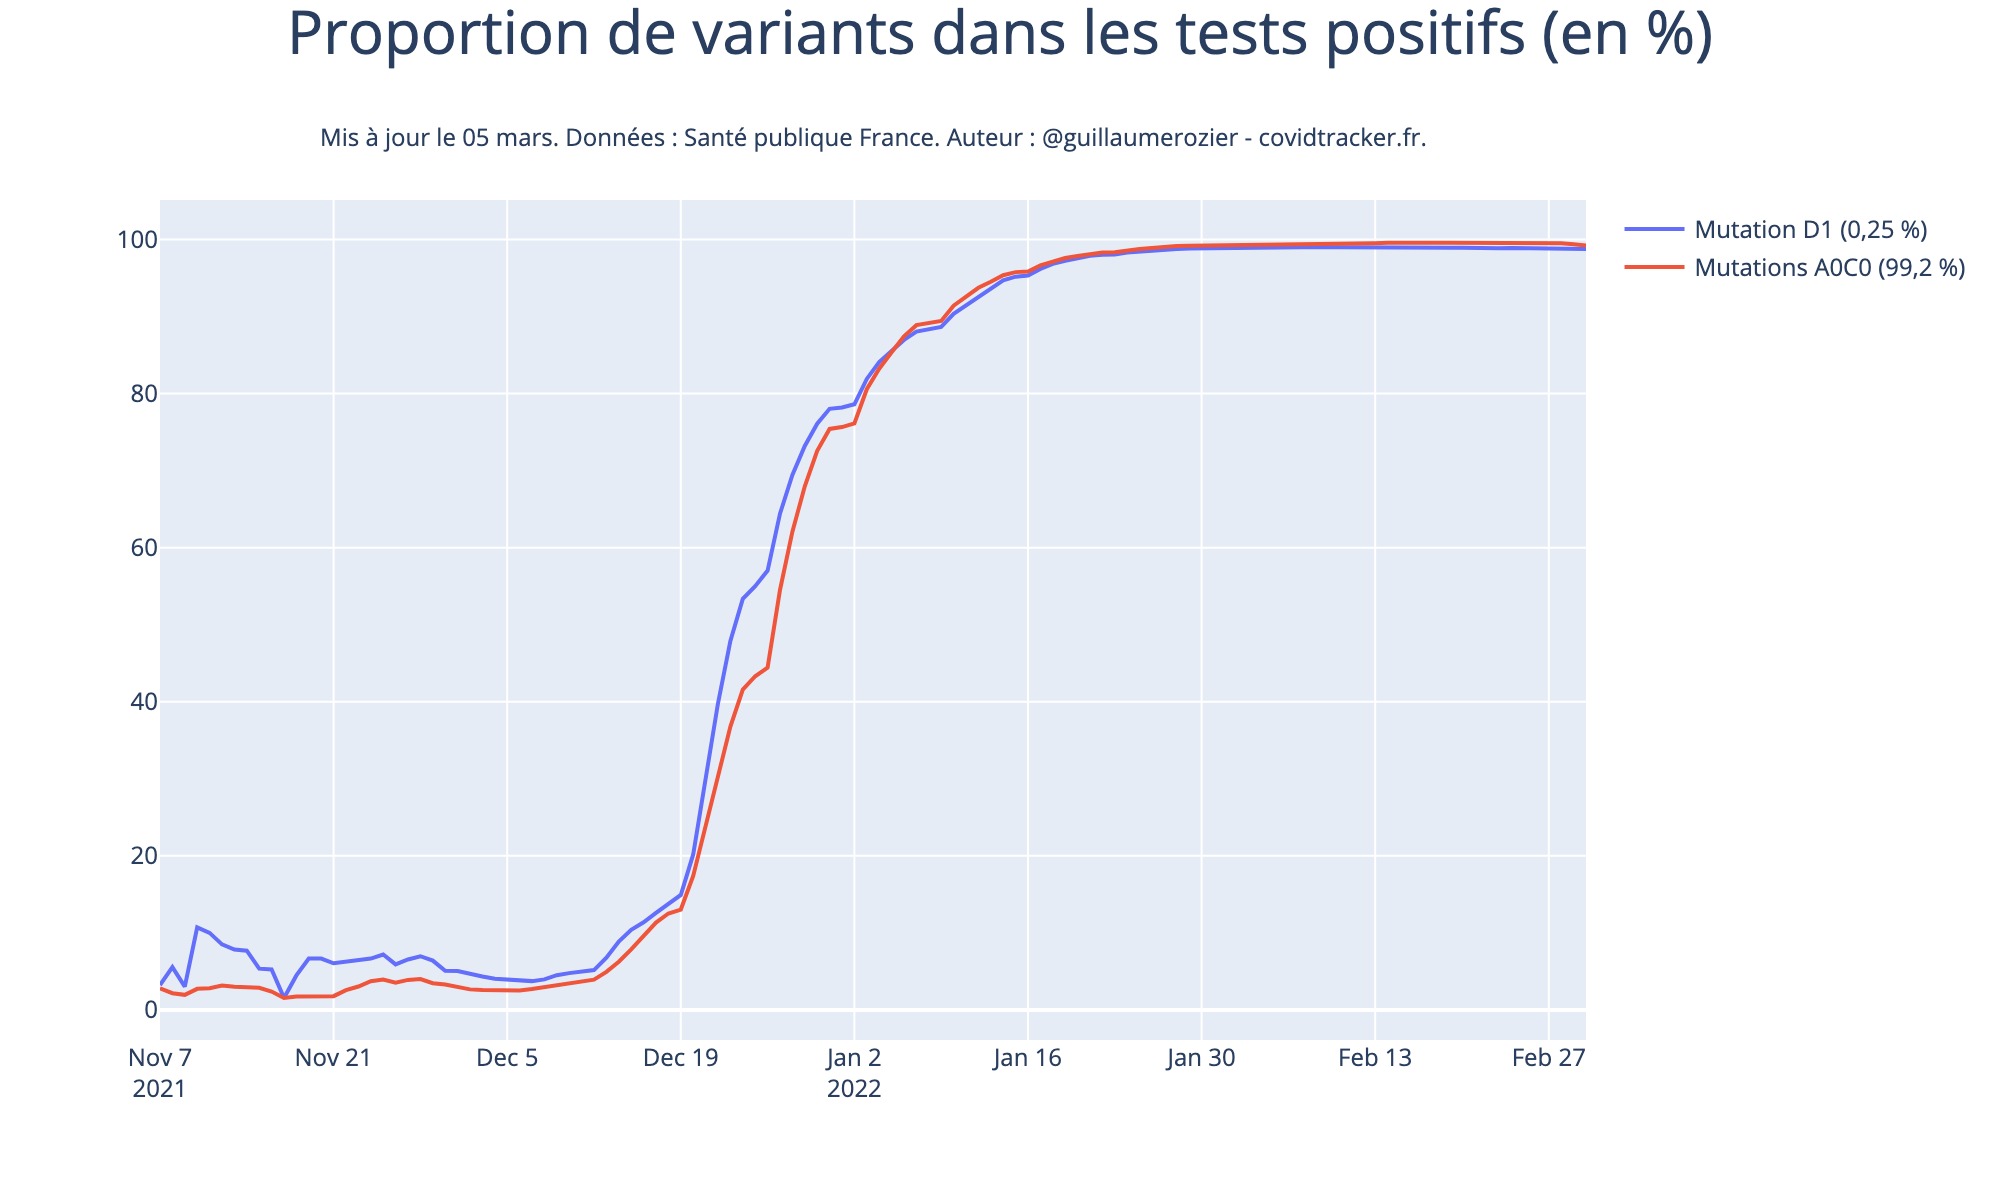 Proportion de variants dans les tests positifs (en %)
Mis à jour le 05 mars. Données : Santé publique France. Auteur : @guillaumerozier - covidtracker.fr.
Mutation D1 (0,25 %)
Mutations A0C0 (99,2 %)
100
80
60
40
20
0
Nov 7 Nov 21 Dec 5 Dec 19 Jan 2 Jan 16 Jan 30 Feb 13 Feb 27
2021 2022